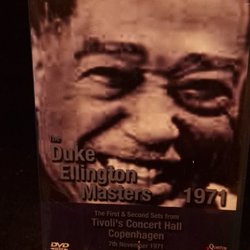 The
Duke
Ellington
Masters 1971
The First & Second Sets from
Tivoli's Concert Hall
Copenhagen
7th November 1971
DVD